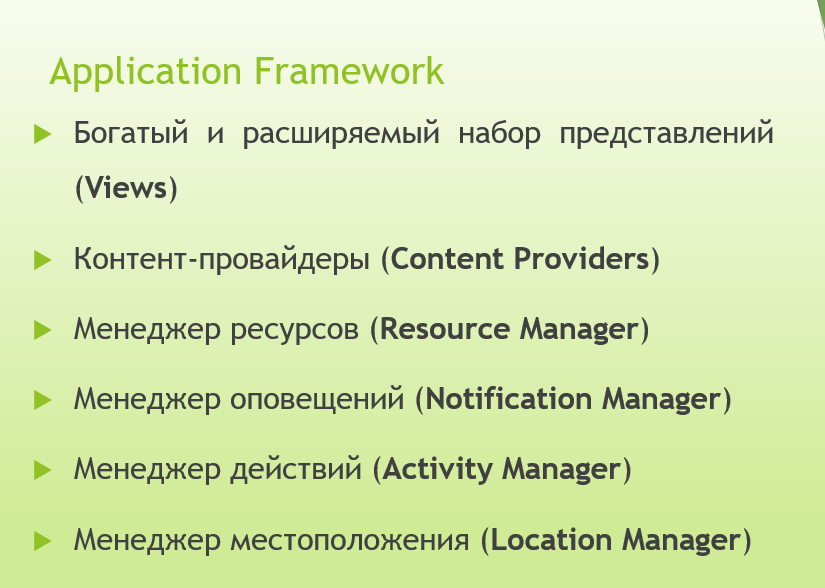 Application Framework
Богатый и расширяемый набор представлений
(Views)
Контент-провайдеры (Content Providers)
Менеджер ресурсов (Resource Manager)
Менеджер оповещений (Notification Manager)
Менеджер действий (Activity Manager)
Менеджер местоположения (Location Manager)